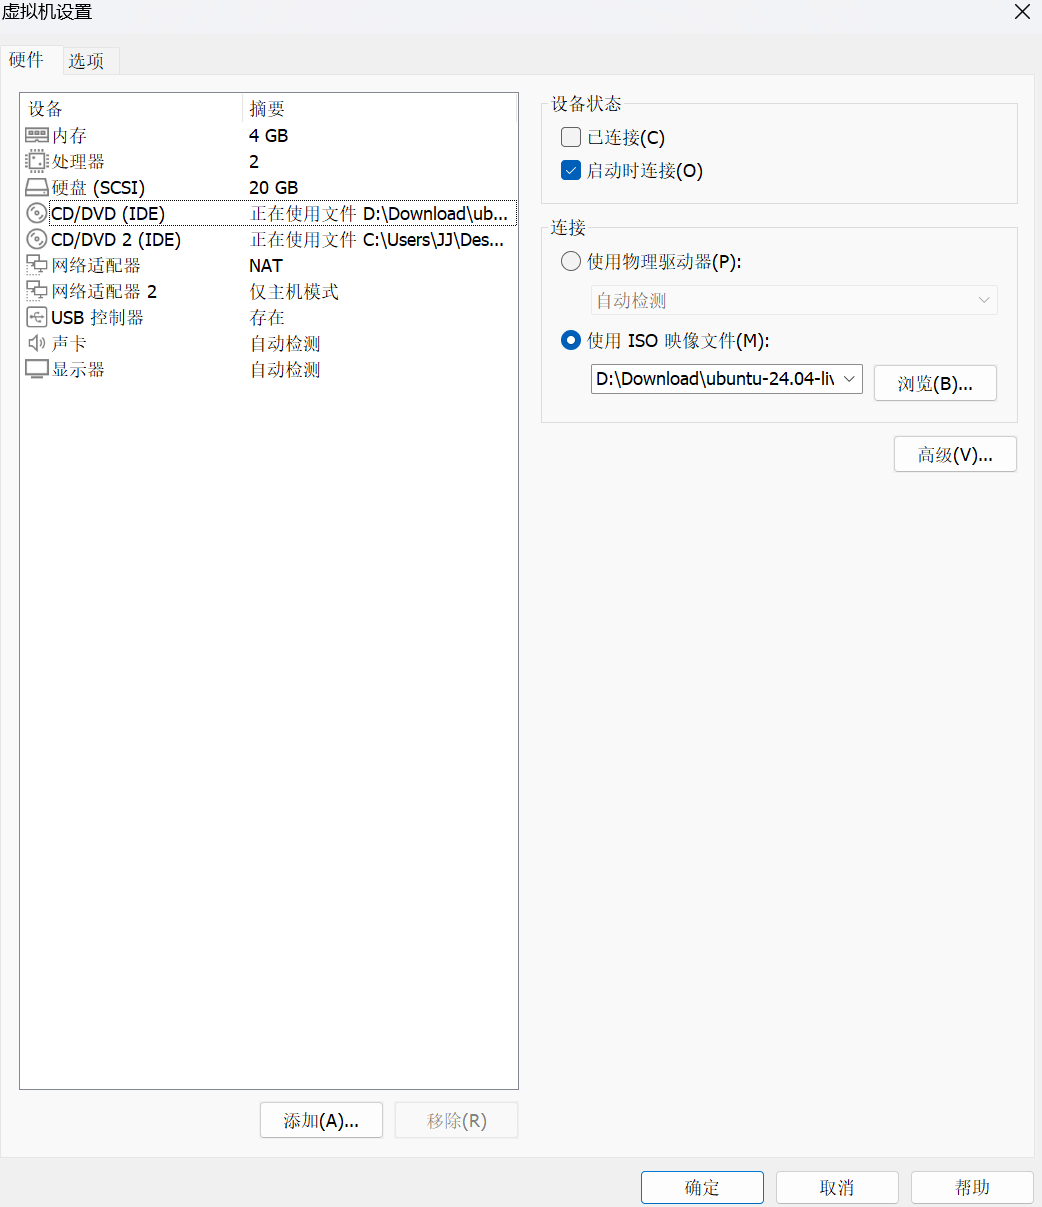 虚拟机设置
硬件 选项
设备 摘要
内存 4 GB
处理器 2
硬盘 (SCSI) 20 GB
CD/DVD (IDE) 正在使用文件 D:\Download\ub...
CD/DVD 2 (IDE) 正在使用文件 C:\Users\JJ\Des...
网络适配器 NAT
网络适配器 2 仅主机模式
USB 控制器 存在
声卡 自动检测
显示器 自动检测
添加(A)... 移除(R)
设备状态
已连接(C)
启动时连接(O)
连接
使用物理驱动器(P):
自动检测
使用 ISO 映像文件(M):
D:\Download\ubuntu-24.04-liv 浏览(B)...
高级(V)...
确定 取消 帮助